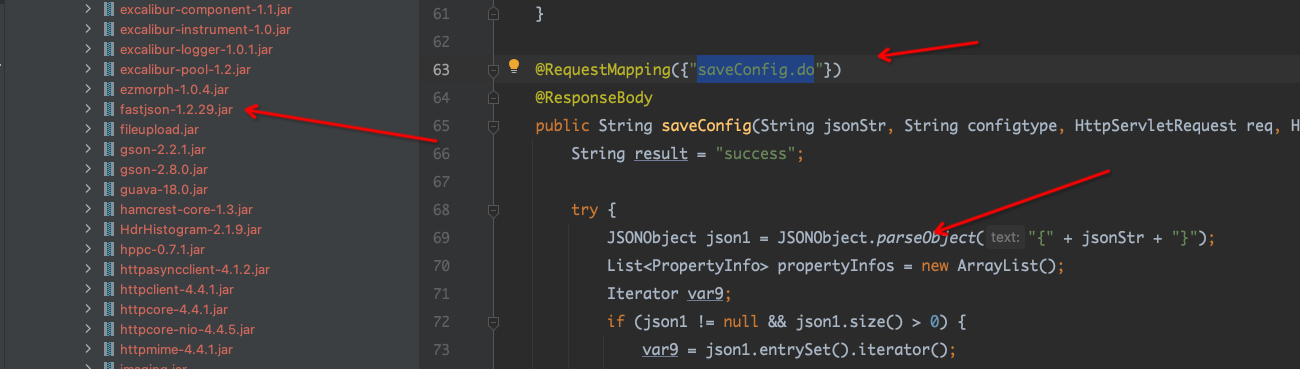 excalibur-component-1.1.jar
excalibur-instrument-1.0.jar
excalibur-logger-1.0.1.jar
excalibur-pool-1.2.jar
ezmorph-1.0.4.jar
fastjson-1.2.29.jar
fileupload.jar
gson-2.2.1.jar
gson-2.8.0.jar
guava-18.0.jar
hamcrest-core-1.3.jar
HdrHistogram-2.1.9.jar
hppc-0.7.1.jar
httpasyncclient-4.1.2.jar
httpclient-4.4.1.jar
httpcore-4.4.1.jar
httpcore-nio-4.4.5.jar
httpmime-4.4.1.jar
imaging.jar
61 }
62
63 @RequestMapping({"saveConfig.do"})
64 @ResponseBody
65 public String saveConfig(String jsonStr, String configtype, HttpServletRequest req, H
66 String result = "success";
67
68 try {
69 JSONObject json1 = JSONObject.parseObject( text: "{" + jsonStr + "}");
70 List<PropertyInfo> propertyInfos = new ArrayList();
71 Iterator var9;
72 if (json1 != null && json1.size() > 0) {
73 var9 = json1.entrySet().iterator();